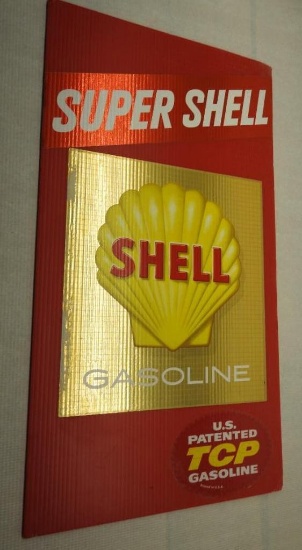 SUPER SHELL
SHELL
GASOLINE
U.S.
PATENTED
TCP
GASOLINE